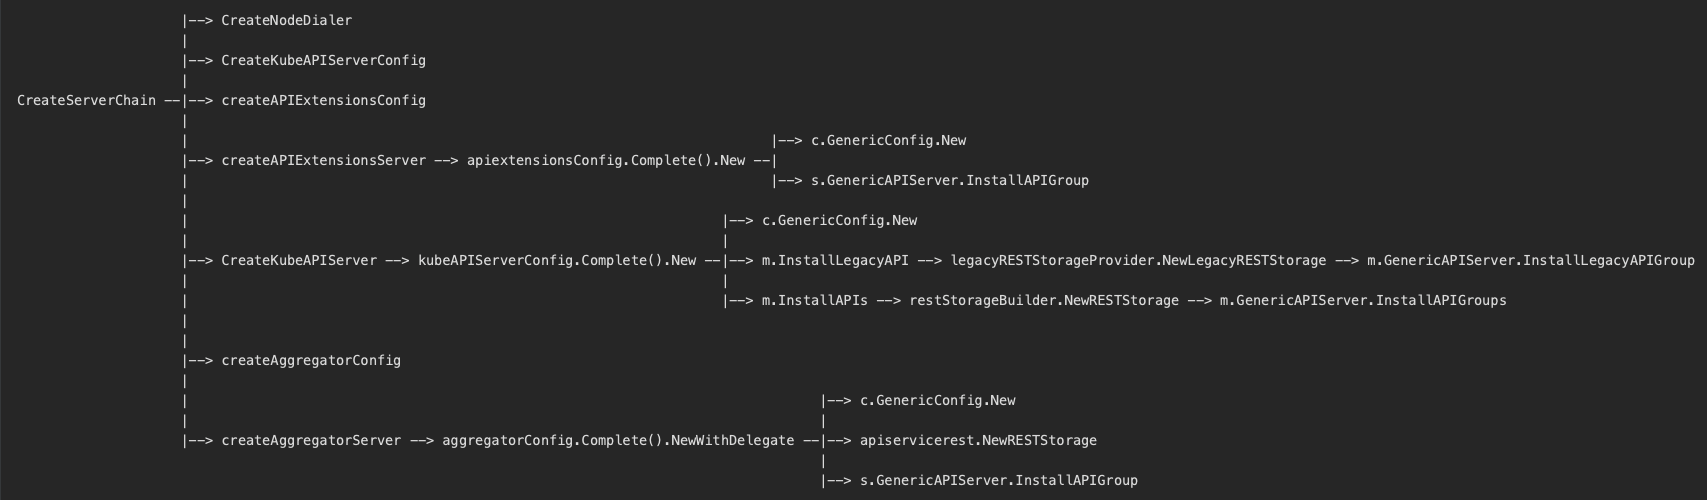 |--> CreateNodeDialer
                    |
                    |--> CreateKubeAPIServerConfig
                    |
CreateServerChain --|--> createAPIExtensionsConfig
                    |
                    |                                                                       |--> c.GenericConfig.New
                    |--> createAPIExtensionsServer --> apiextensionsConfig.Complete().New --|
                    |                                                                       |--> s.GenericAPIServer.InstallAPIGroup
                    |
                    |                                                                 |--> c.GenericConfig.New
                    |                                                                 |
                    |--> CreateKubeAPIServer --> kubeAPIServerConfig.Complete().New --|--> m.InstallLegacyAPI --> legacyRESTStorageProvider.NewLegacyRESTStorage --> m.GenericAPIServer.InstallLegacyAPIGroup
                    |                                                                 |
                    |                                                                 |--> m.InstallAPIs --> restStorageBuilder.NewRESTStorage --> m.GenericAPIServer.InstallAPIGroups
                    |
                    |
                    |--> createAggregatorConfig
                    |
                    |                                                                             |--> c.GenericConfig.New
                    |                                                                             |
                    |--> createAggregatorServer --> aggregatorConfig.Complete().NewWithDelegate --|--> apiservicerest.NewRESTStorage
                                                                                                  |
                                                                                                  |--> s.GenericAPIServer.InstallAPIGroup